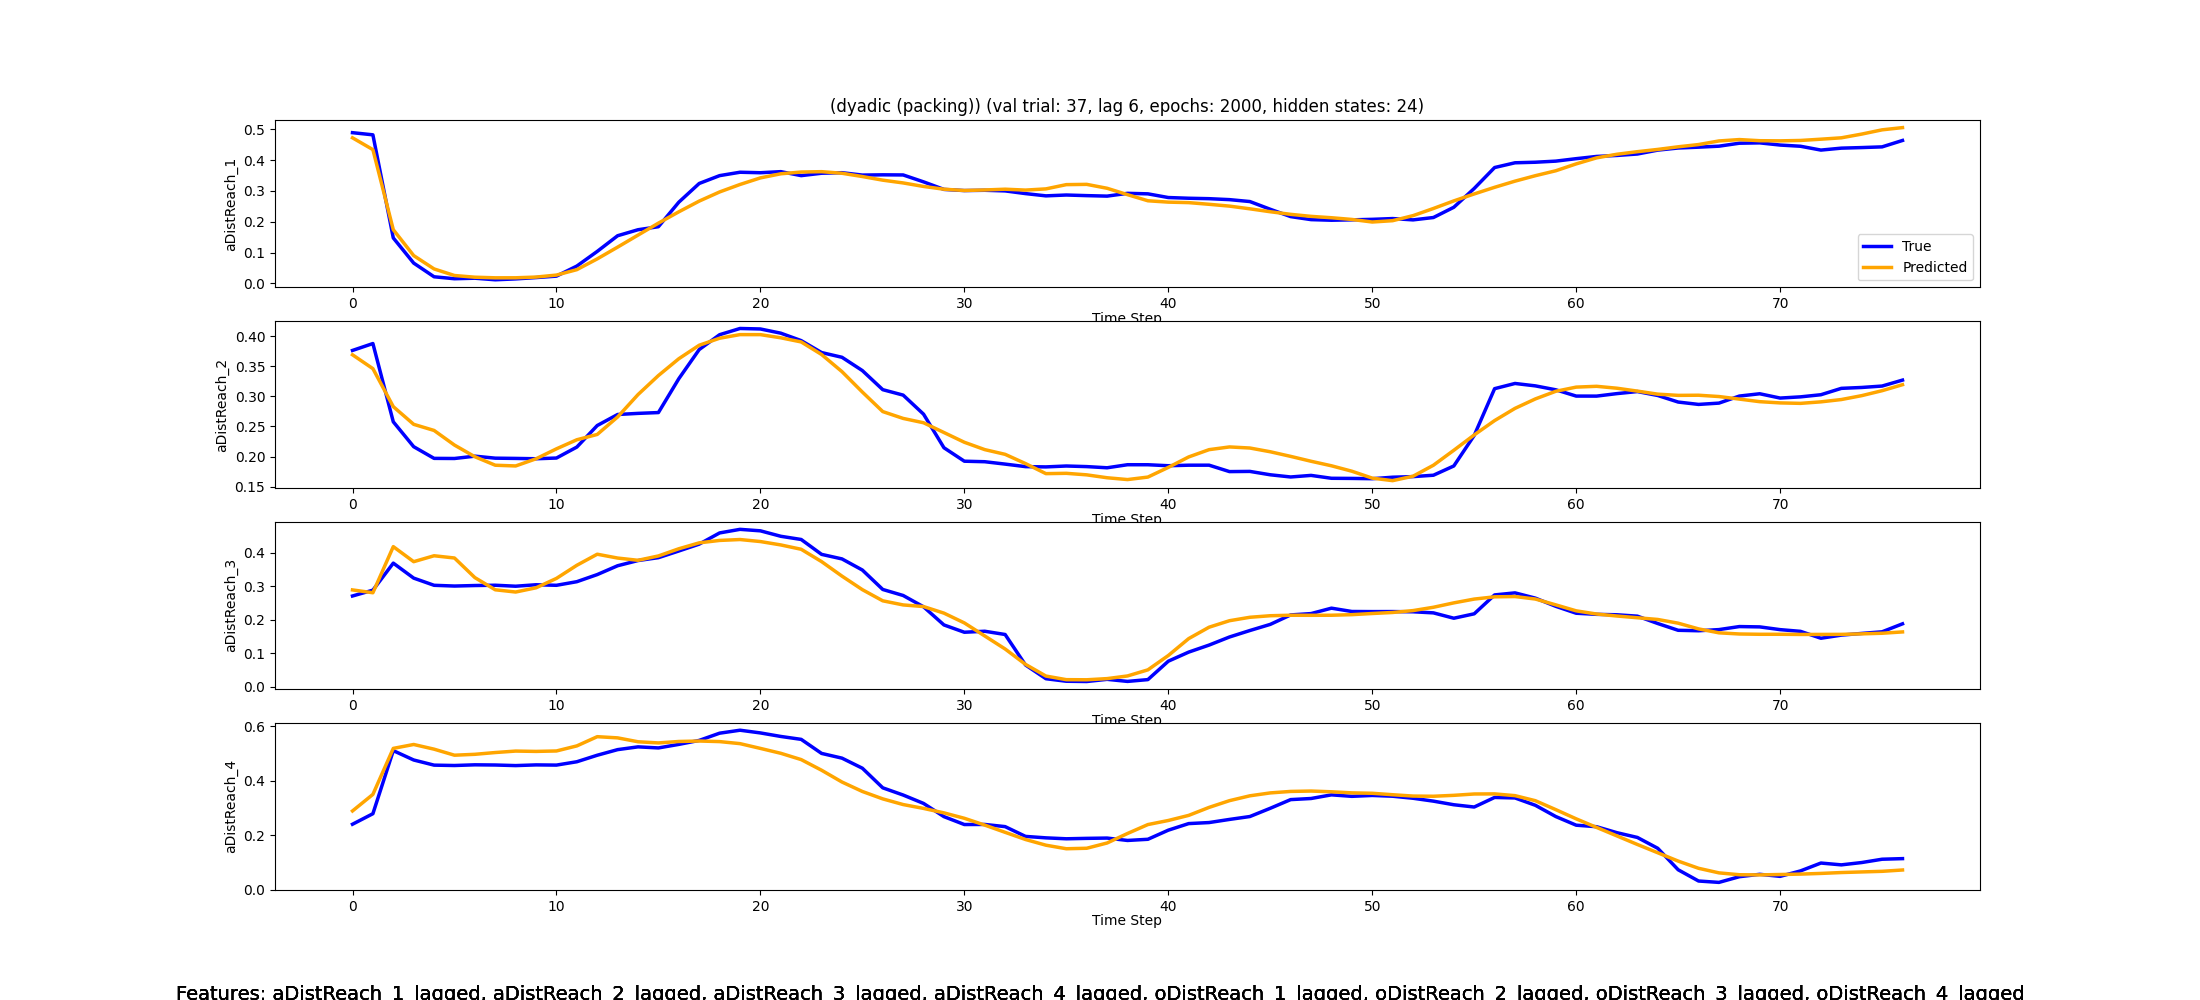 (dyadic (packing)) (val trial: 37, lag 6, epochs: 2000, hidden states: 24)
aDistReach_1
0.5
0.4
0.3
0.2
0.1
0.0
True
Predicted
0 10 20 30 40 50 60 70
Time Step
aDistReach_2
0.40
0.35
0.30
0.25
0.20
0.15
0 10 20 30 40 50 60 70
Time Step
aDistReach_3
0.4
0.3
0.2
0.1
0.0
0 10 20 30 40 50 60 70
Time Step
aDistReach_4
0.6
0.4
0.2
0.0
0 10 20 30 40 50 60 70
Time Step
Features: aDistReach_1_lagged, aDistReach_2_lagged, aDistReach_3_lagged, aDistReach_4_lagged, oDistReach_1_lagged, oDistReach_2_lagged, oDistReach_3_lagged, oDistReach_4_lagged